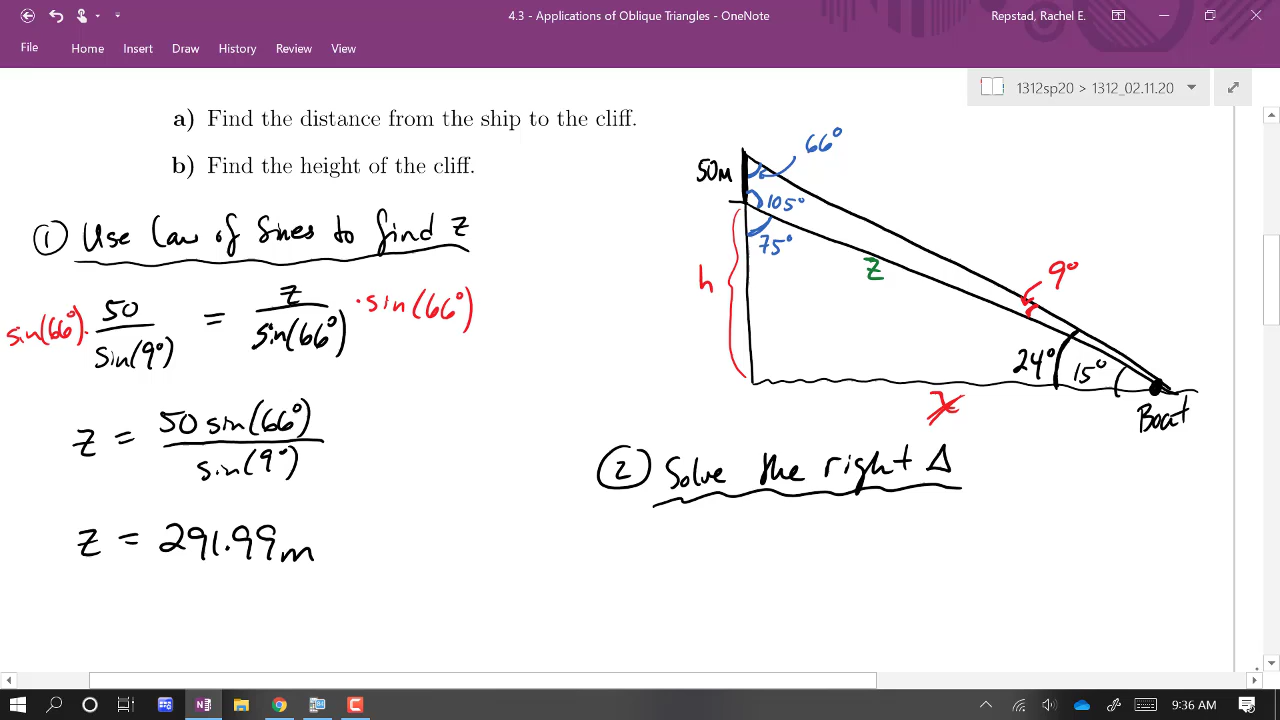 4.3 - Applications of Oblique Triangles - OneNote
Repstad, Rachel E.
File Home Insert Draw History Review View
1312sp20 > 1312_02.11.20
a) Find the distance from the ship to the cliff.
b) Find the height of the cliff.
① Use Law of Sines to find z
sin(66°)· 50 / sin(9°) = z / sin(66°) · sin(66°)
z = 50 sin(66°) / sin(9°)
z = 291.99m
66°
50m
105°
75°
z
h
9°
24°
15°
x
Boat
② Solve the right Δ
9:36 AM